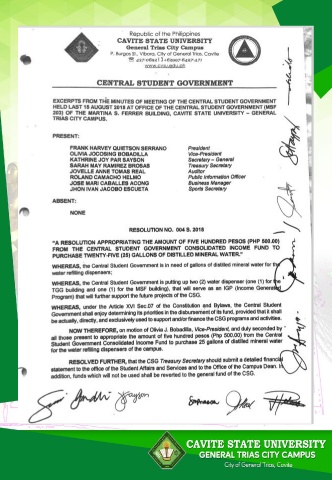 Republic of the Philippines
CAVITE STATE UNIVERSITY
General Trias City Campus
P. Burgos St., Vibora, City of General Trias, Cavite
www.cvsu.edu.ph
CENTRAL STUDENT GOVERNMENT
EXCERPTS FROM THE MINUTES OF MEETING OF THE CENTRAL STUDENT GOVERNMENT
HELD LAST 15 AUGUST 2018 AT OFFICE OF THE CENTRAL STUDENT GOVERNMENT (MSF
203) OF THE MARTINA S. FERRER BUILDING, CAVITE STATE UNIVERSITY – GENERAL
TRIAS CITY CAMPUS.
PRESENT:
FRANK HARVEY QUIETSON SERRANO President
OLIVIA JOCOSING BOBADILLA Vice-President
KATHRINE JOY PAR SAYSON Secretary – General
SARAH MAY RAMIREZ BROSAS Treasury Secretary
JOVELLE ANNE TOMAS REAL Auditor
ROLAND CAMACHO HELMO Public Information Officer
JOSE MARI CABALLES ACONG Business Manager
JHON IVAN JACOBO ESCUETA Sports Secretary
ABSENT:
NONE
RESOLUTION NO. 004 S. 2018
"A RESOLUTION APPROPRIATING THE AMOUNT OF FIVE HUNDRED PESOS (PHP 500.00)
FROM THE CENTRAL STUDENT GOVERNMENT CONSOLIDATED INCOME FUND TO
PURCHASE TWENTY-FIVE (25) GALLONS OF DISTILLED MINERAL WATER."
WHEREAS, the Central Student Government is in need of gallons of distilled mineral water for the
water refilling dispensers;
WHEREAS, the Central Student Government is putting up two (2) water dispenser (one (1) for the
TGG building and one (1) for the MSF building), that will serve as an IGP (Income Generating
Program) that will further support the future projects of the CSG.
WHEREAS, under the Article XVI Sec.07 of the Constitution and Bylaws, the Central Student
Government shall enjoy determining its priorities in the disbursement of its fund, provided that it shall
be actually, directly, and exclusively used to support and/or finance the CSG programs and activities.
NOW THEREFORE, on motion of Olivia J. Bobadilla, Vice-President, and duly seconded by
all those present to appropriate the amount of five hundred pesos (Php 500.00) from the Central
Student Government Consolidated Income Fund to purchase 25 gallons of distilled mineral water
for the water refilling dispensers of the campus.
RESOLVED FURTHER, that the CSG Treasury Secretary should submit a detailed financial
statement to the office of the Student Affairs and Services and to the Office of the Campus Dean. In
addition, funds which will not be used shall be reverted to the general fund of the CSG.
CAVITE STATE UNIVERSITY
GENERAL TRIAS CITY CAMPUS
City of General Trias, Cavite